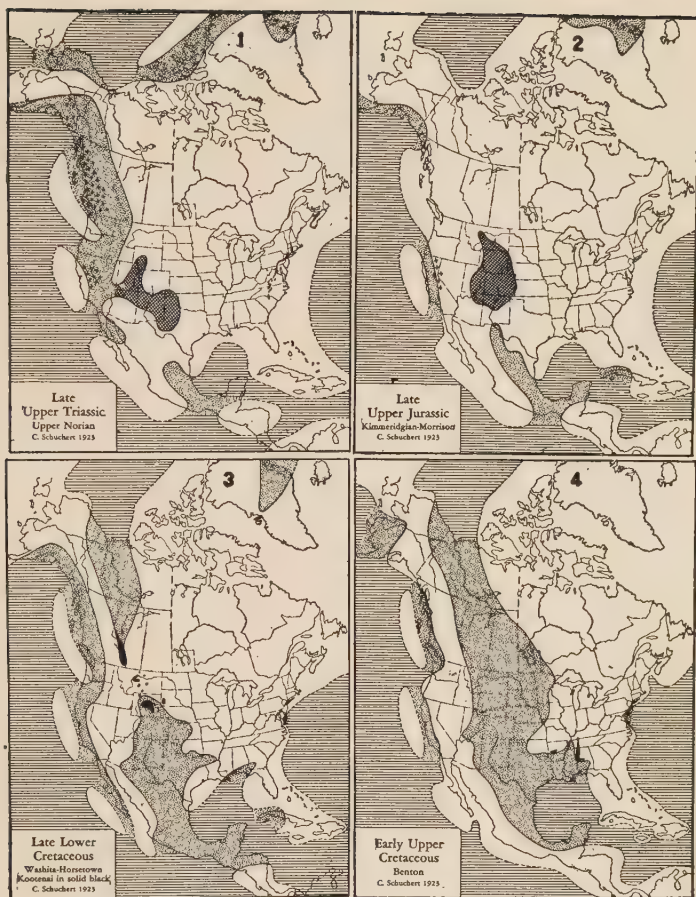 1
Late
Upper Triassic
Upper Norian
C. Schuchert 1923
2
Late
Upper Jurassic
Kimmeridgian-Morrison
C. Schuchert 1923
3
Late Lower
Cretaceous
Washita-Horsetown
Kootenai in solid black
C. Schuchert 1923
4
Early Upper
Cretaceous
Benton
C. Schuchert 1923